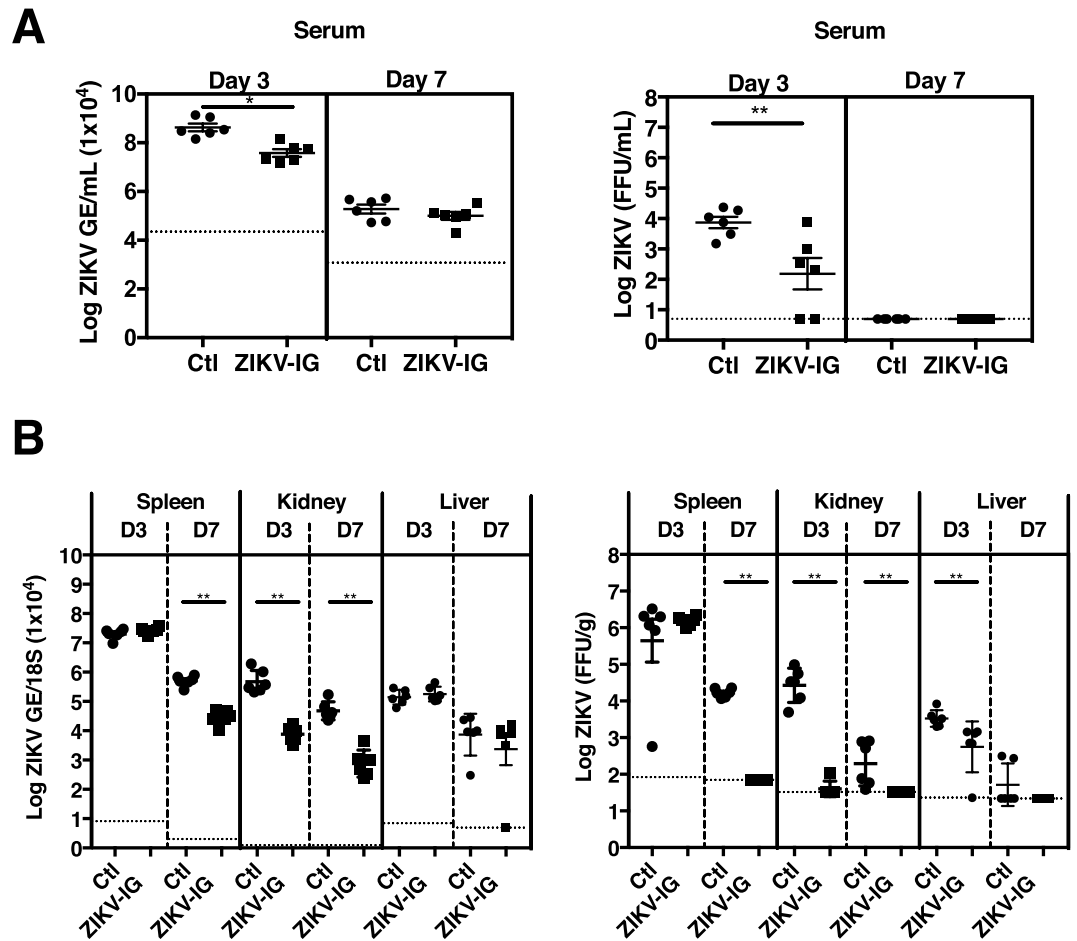 A
Serum
Day 3 Day 7
*
Log ZIKV GE/mL (1x10⁴)
10
8
6
4
2
0
Ctl ZIKV-IG Ctl ZIKV-IG
Serum
Day 3 Day 7
**
Log ZIKV (FFU/mL)
8
7
6
5
4
3
2
1
0
Ctl ZIKV-IG Ctl ZIKV-IG
B
Spleen Kidney Liver
D3 D7 D3 D7 D3 D7
** ** **
Log ZIKV GE/18S (1x10⁴)
10
9
8
7
6
5
4
3
2
1
0
Ctl ZIKV-IG Ctl ZIKV-IG Ctl ZIKV-IG Ctl ZIKV-IG Ctl ZIKV-IG Ctl ZIKV-IG
Spleen Kidney Liver
D3 D7 D3 D7 D3 D7
** ** ** **
Log ZIKV (FFU/g)
8
7
6
5
4
3
2
1
0
Ctl ZIKV-IG Ctl ZIKV-IG Ctl ZIKV-IG Ctl ZIKV-IG Ctl ZIKV-IG Ctl ZIKV-IG